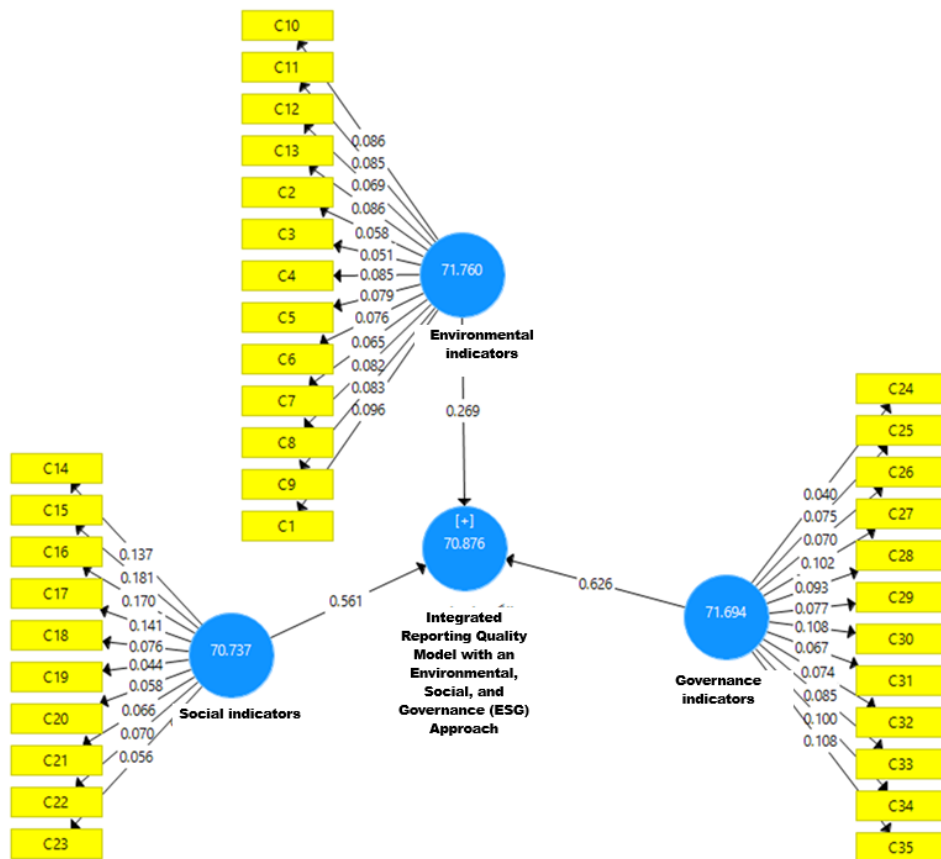 C10
C11
C12
C13
C2
C3
C4
C5
C6
C7
C8
C9
C1
0.086
0.085
0.069
0.086
0.058
0.051
0.085
0.079
0.076
0.065
0.082
0.083
0.096
71.760
Environmental
indicators
0.269
C14
C15
C16
C17
C18
C19
C20
C21
C22
C23
0.137
0.181
0.170
0.141
0.076
0.044
0.058
0.066
0.070
0.056
70.737
Social indicators
0.561
[+]
70.876
Integrated
Reporting Quality
Model with an
Environmental,
Social, and
Governance (ESG)
Approach
0.626
71.694
Governance
indicators
0.040
0.075
0.070
0.102
0.093
0.077
0.108
0.067
0.074
0.085
0.100
0.108
C24
C25
C26
C27
C28
C29
C30
C31
C32
C33
C34
C35